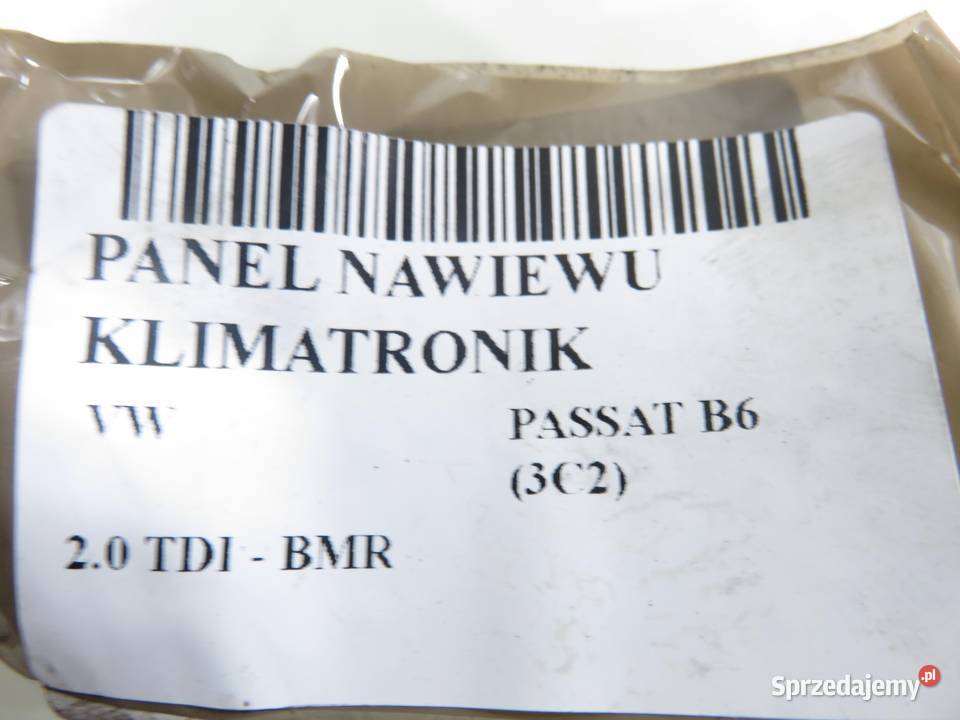 PANEL NAWIEWU
KLIMATRONIK
VW PASSAT B6
(3C2)
2.0 TDI - BMR
Sprzedajemy.pl